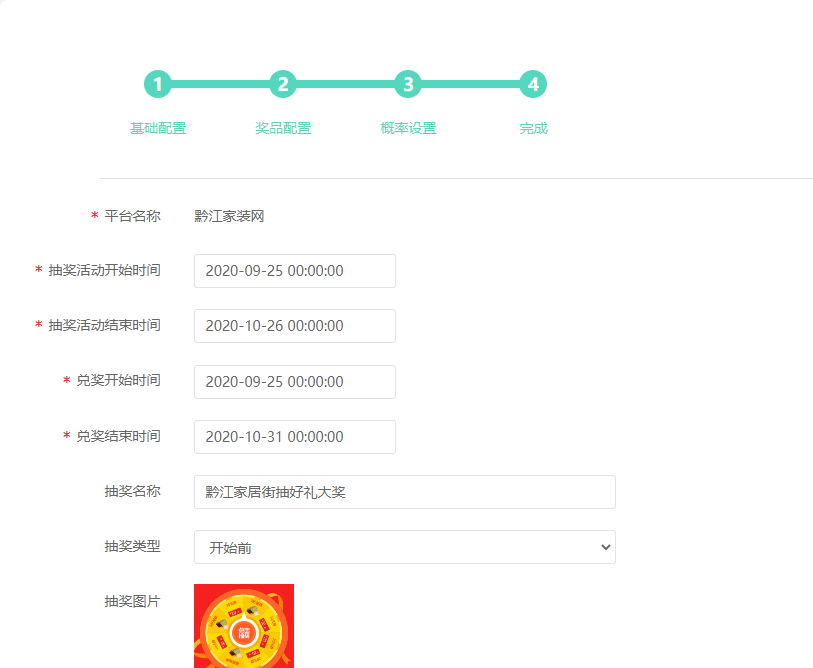 1 2 3 4
基础配置 奖品配置 概率设置 完成
* 平台名称 黔江家装网
* 抽奖活动开始时间 2020-09-25 00:00:00
* 抽奖活动结束时间 2020-10-26 00:00:00
* 兑奖开始时间 2020-09-25 00:00:00
* 兑奖结束时间 2020-10-31 00:00:00
抽奖名称 黔江家居街抽好礼大奖
抽奖类型 开始前
抽奖图片